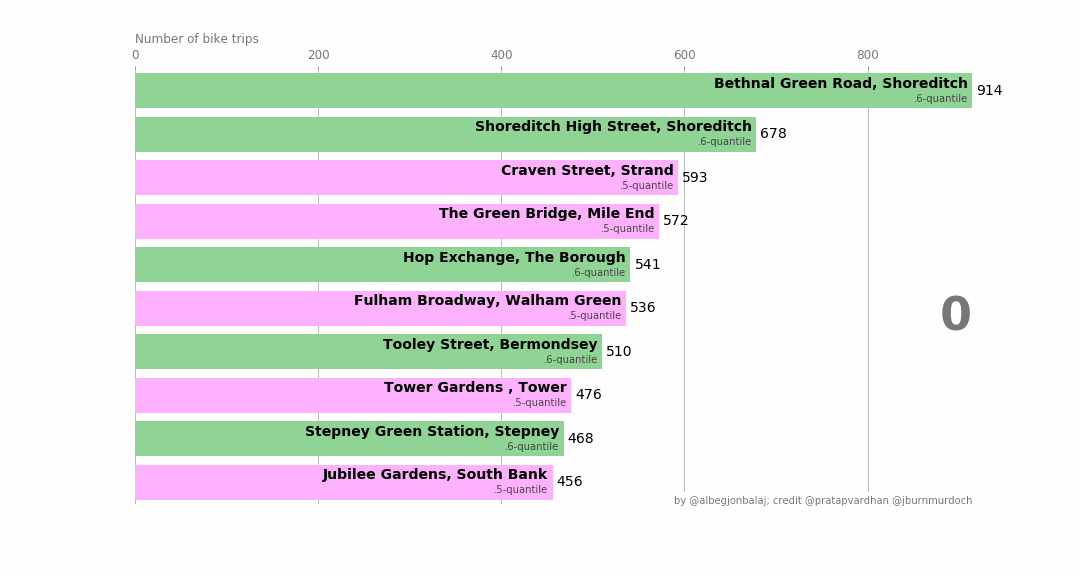 Number of bike trips
0 200 400 600 800
Bethnal Green Road, Shoreditch
.6-quantile
914
Shoreditch High Street, Shoreditch
.6-quantile
678
Craven Street, Strand
.5-quantile
593
The Green Bridge, Mile End
.5-quantile
572
Hop Exchange, The Borough
.6-quantile
541
Fulham Broadway, Walham Green
.5-quantile
536
0
Tooley Street, Bermondsey
.6-quantile
510
Tower Gardens , Tower
.5-quantile
476
Stepney Green Station, Stepney
.6-quantile
468
Jubilee Gardens, South Bank
.5-quantile
456
by @albegjonbalaj; credit @pratapvardhan @jburnmurdoch